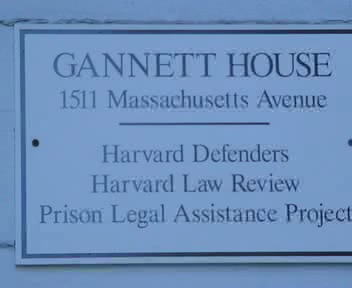 GANNETT HOUSE
1511 Massachusetts Avenue
Harvard Defenders
Harvard Law Review
Prison Legal Assistance Project